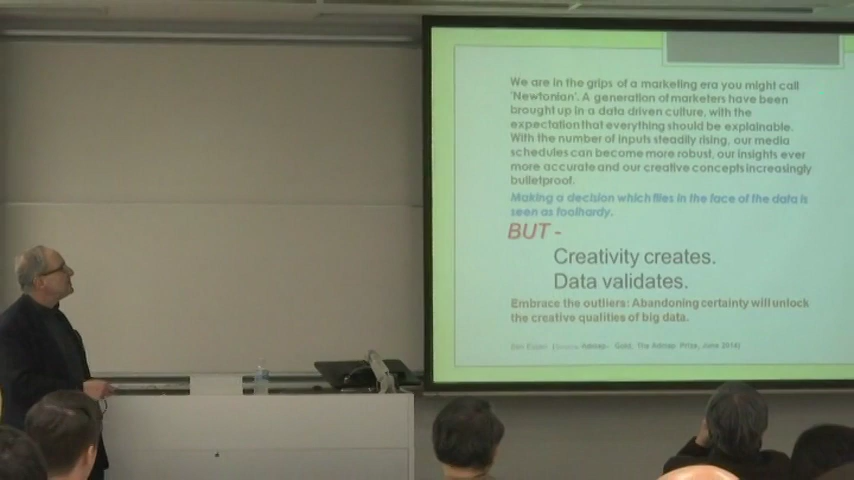 We are in the grips of a marketing era you might call
'Newtonian'. A generation of marketers have been
brought up in a data driven culture, with the
expectation that everything should be explainable.
With the number of inputs steadily rising, our media
schedules can become more robust, our insights ever
more accurate and our creative concepts increasingly
bulletproof.
Making a decision which flies in the face of the data is
seen as foolhardy.
BUT -
Creativity creates.
Data validates.
Embrace the outliers: Abandoning certainty will unlock
the creative qualities of big data.
Gold, The Admap Prize, June 2014)